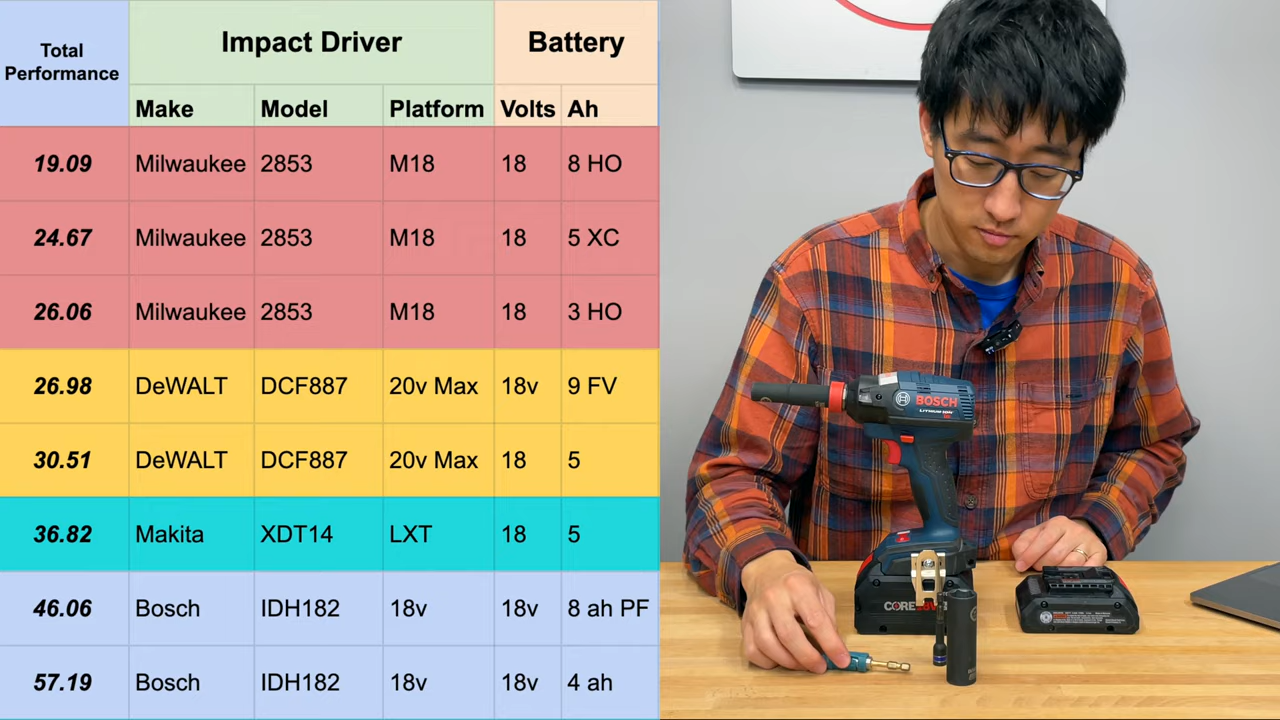 Total
Performance
Impact Driver
Battery
Make Model Platform Volts Ah
19.09 Milwaukee 2853 M18 18 8 HO
24.67 Milwaukee 2853 M18 18 5 XC
26.06 Milwaukee 2853 M18 18 3 HO
26.98 DeWALT DCF887 20v Max 18v 9 FV
30.51 DeWALT DCF887 20v Max 18 5
36.82 Makita XDT14 LXT 18 5
46.06 Bosch IDH182 18v 18v 8 ah PF
57.19 Bosch IDH182 18v 18v 4 ah
BOSCH
LITHIUM-ION
CORE18V